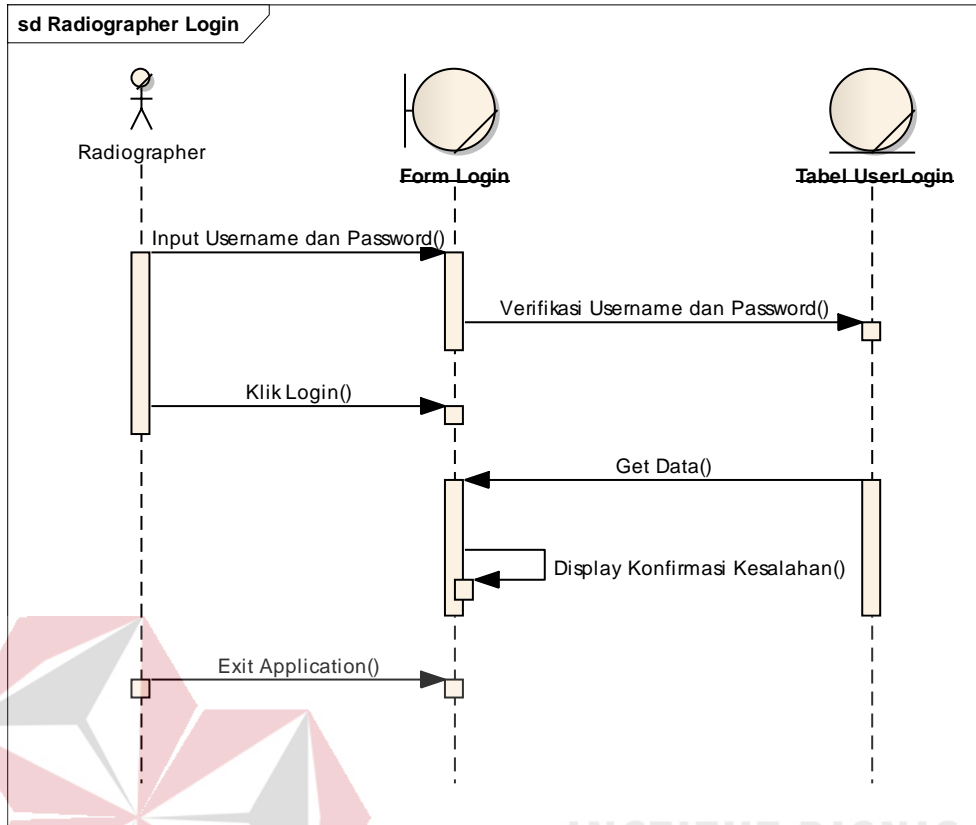 sd Radiographer Login
Radiographer
Form Login
Tabel UserLogin
Input Username dan Password()
Verifikasi Username dan Password()
Klik Login()
Get Data()
Display Konfirmasi Kesalahan()
Exit Application()